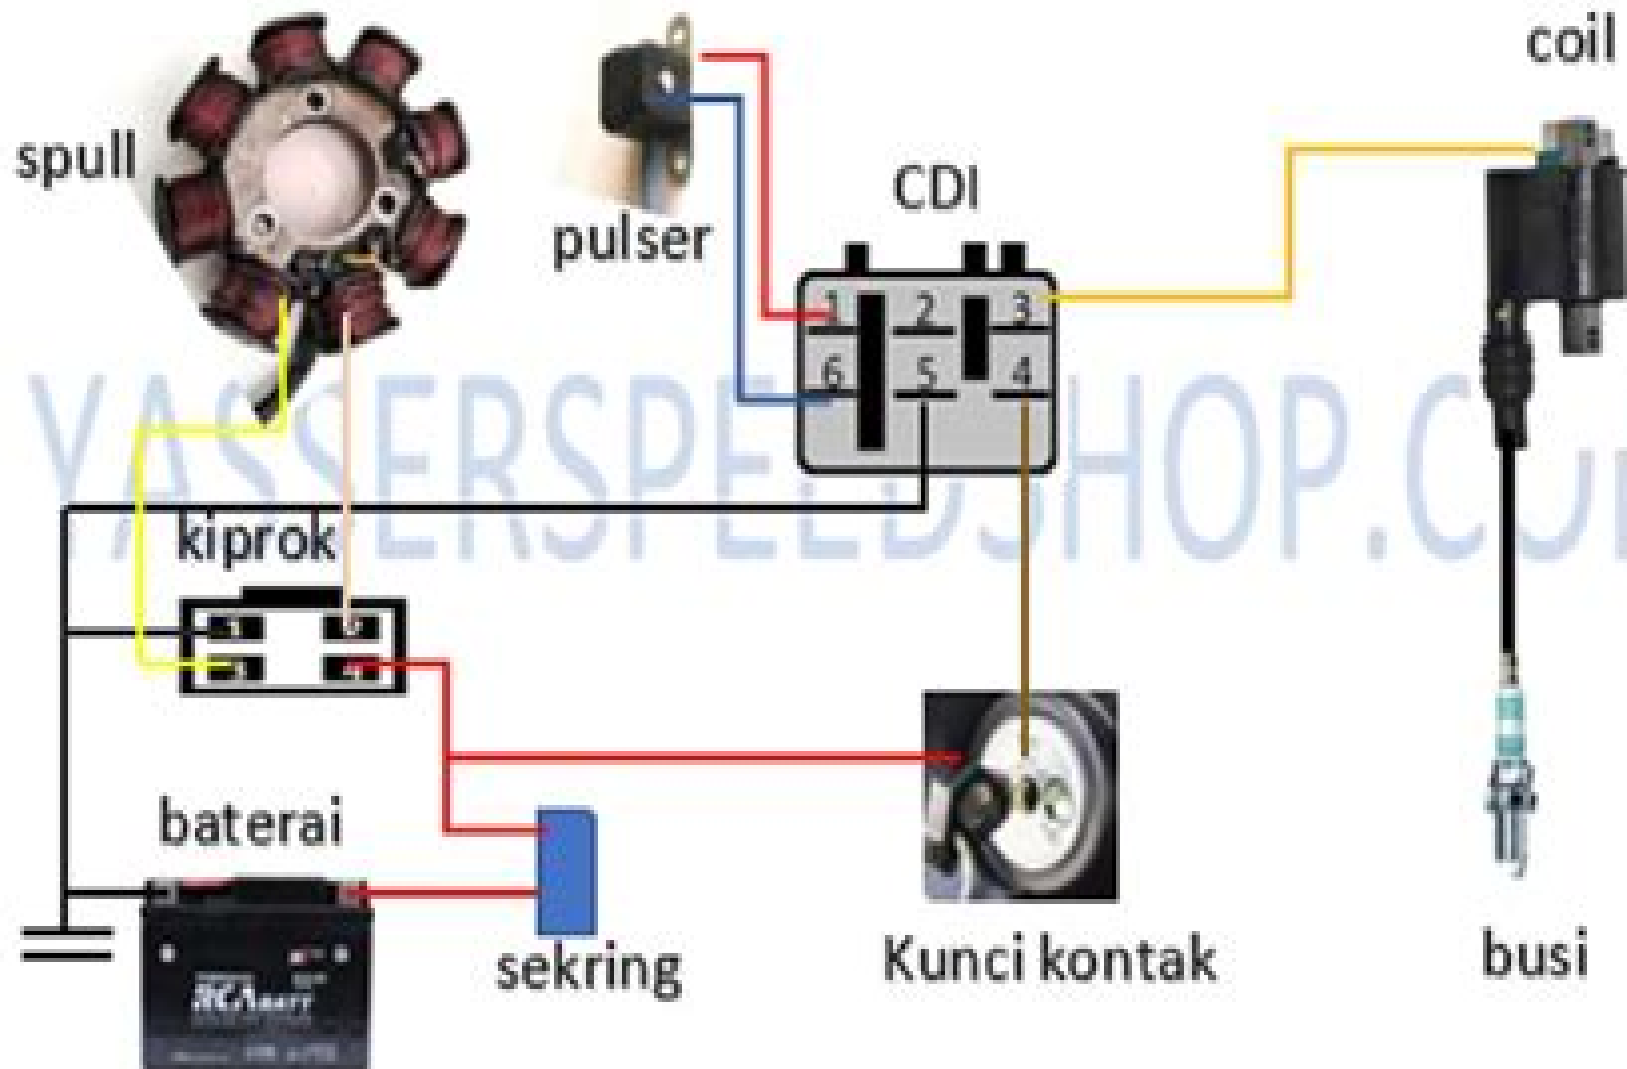 coil
spull
CDI
pulser
1 2 3
6 5 4
YASSERSPEEDSHOP.CO
kiprok
baterai
sekring
Kunci kontak
busi